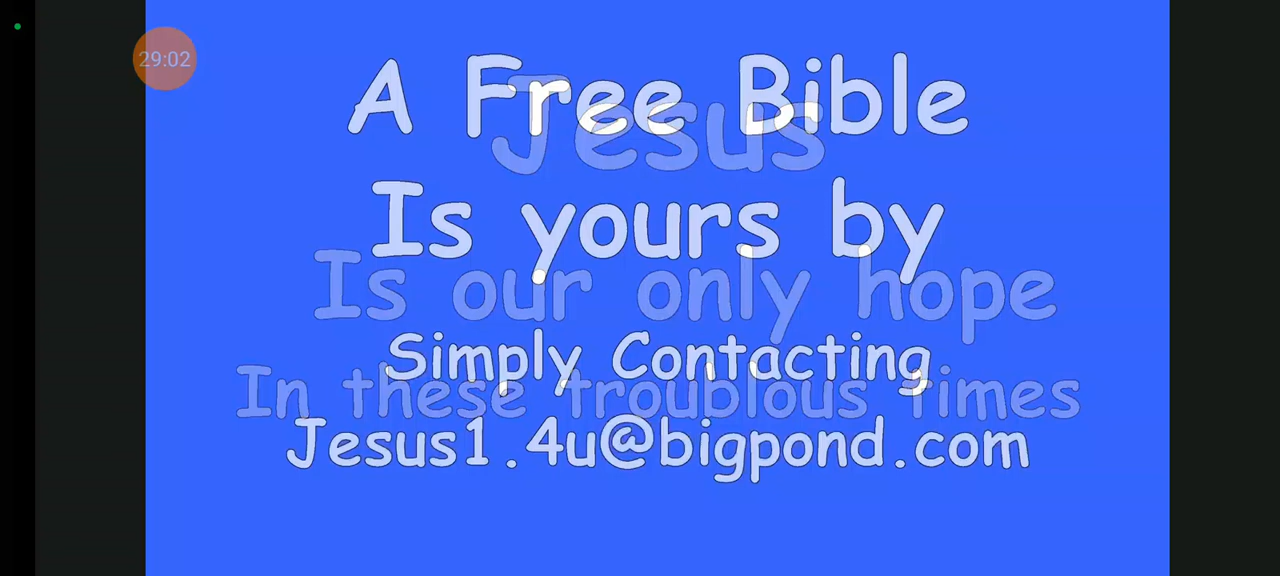 29:02
A Free Bible
Jesus
Is yours by
Is our only hope
Simply Contacting
In these troublous times
Jesus1.4u@bigpond.com